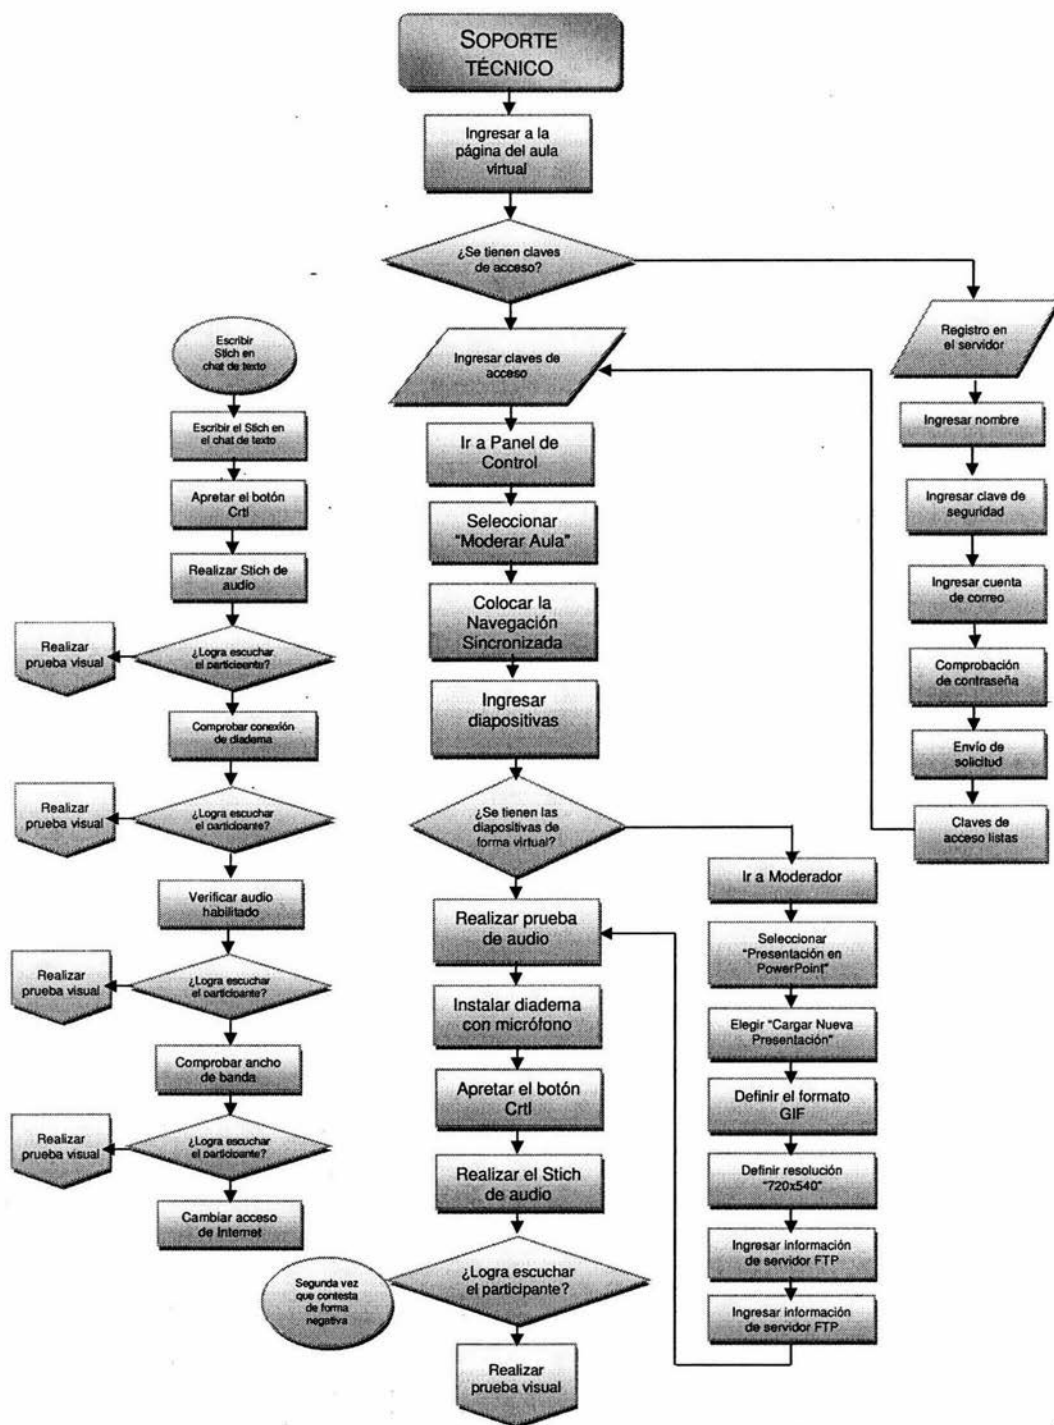 SOPORTE
TÉCNICO
Ingresar a la
página del aula
virtual
¿Se tienen claves
de acceso?
Ingresar claves de
acceso
Ir a Panel de
Control
Seleccionar
"Moderar Aula"
Colocar la
Navegación
Sincronizada
Ingresar
diapositivas
¿Se tienen las
diapositivas de
forma virtual?
Realizar prueba
de audio
Instalar diadema
con micrófono
Apretar el botón
Crtl
Realizar el Stich
de audio
¿Logra escuchar
el participante?
Realizar
prueba visual
Segunda vez
que contesta
de forma
negativa
Escribir
Stich en
chat de texto
Escribir el Stich en
el chat de texto
Apretar el botón
Crtl
Realizar Stich de
audio
¿Logra escuchar
el participente?
Realizar
prueba visual
Comprobar conexión
de diadema
¿Logra escuchar
el participante?
Realizar
prueba visual
Verificar audio
habilitado
¿Logra escuchar
el participante?
Realizar
prueba visual
Comprobar ancho
de banda
¿Logra escuchar
el participante?
Realizar
prueba visual
Cambiar acceso
de Internet
Registro en
el servidor
Ingresar nombre
Ingresar clave de
seguridad
Ingresar cuenta
de correo
Comprobación
de contraseña
Envío de
solicitud
Claves de
acceso listas
Ir a Moderador
Seleccionar
"Presentación en
PowerPoint"
Elegir "Cargar Nueva
Presentación"
Definir el formato
GIF
Definir resolución
"720x540"
Ingresar información
de servidor FTP
Ingresar información
de servidor FTP